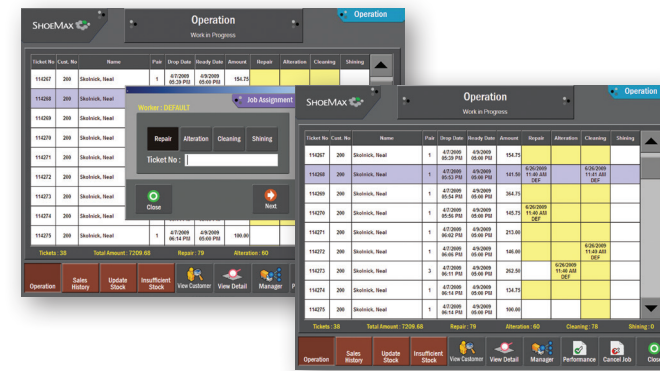 SHOEMAX
Operation
Work in Progress
Operation
Ticket No Cust. No Name Pair Drop Date Ready Date Amount Repair Alteration Cleaning Shining
114267 200 Skolnick, Neal 1 4/7/2009 05:39 PM 4/9/2009 05:00 PM 154.75
114268 200 Skolnick, Neal
114269 200 Skolnick, Neal
114270 200 Skolnick, Neal
114271 200 Skolnick, Neal
114272 200 Skolnick, Neal
114273 200 Skolnick, Neal
114274 200 Skolnick, Neal
114275 200 Skolnick, Neal 1 4/7/2009 06:14 PM 4/9/2009 05:00 PM 100.00
Tickets : 38 Total Amount : 7209.68 Repair : 79 Alteration : 60
Operation Sales History Update Stock Insufficient Stock View Customer View Detail Manager
Worker : DEFAULT
Job Assignment
Repair Alteration Cleaning Shining
Ticket No :
Close Next
SHOEMAX
Operation
Work in Progress
Operation
Ticket No Cust. No Name Pair Drop Date Ready Date Amount Repair Alteration Cleaning Shining
114267 200 Skolnick, Neal 1 4/7/2009 05:39 PM 4/9/2009 05:00 PM 154.75
114268 200 Skolnick, Neal 1 4/7/2009 05:53 PM 4/9/2009 05:00 PM 141.50 6/26/2009 11:40 AM DEF 6/26/2009 11:41 AM DEF
114269 200 Skolnick, Neal 1 4/7/2009 05:54 PM 4/9/2009 05:00 PM 364.75
114270 200 Skolnick, Neal 1 4/7/2009 05:56 PM 4/9/2009 05:00 PM 145.75 6/26/2009 11:40 AM DEF
114271 200 Skolnick, Neal 1 4/7/2009 06:02 PM 4/9/2009 05:00 PM 213.00
114272 200 Skolnick, Neal 1 4/7/2009 06:06 PM 4/9/2009 05:00 PM 146.00 6/26/2009 11:40 AM DEF
114273 200 Skolnick, Neal 3 4/7/2009 06:11 PM 4/9/2009 05:00 PM 262.50 6/26/2009 11:40 AM DEF
114274 200 Skolnick, Neal 1 4/7/2009 06:14 PM 4/9/2009 05:00 PM 134.75
114275 200 Skolnick, Neal 1 4/7/2009 06:14 PM 4/9/2009 05:00 PM 100.00
Tickets : 38 Total Amount : 7209.68 Repair : 79 Alteration : 60 Cleaning : 78 Shining : 0
Operation Sales History Update Stock Insufficient Stock View Customer View Detail Manager Performance Cancel Job Close